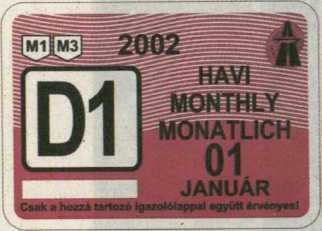 M1 M3 2002
D1
HAVI
MONTHLY
MONATLICH
01
JANUÁR
Csak a hozzá tartozó igazolólappal együtt érvényes!